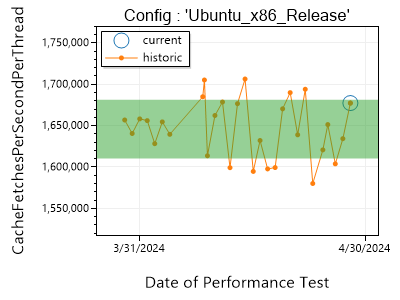 Config : 'Ubuntu_x86_Release'
CacheFetchesPerSecondPerThread
1,750,000
1,700,000
1,650,000
1,600,000
1,550,000
current
historic
3/31/2024
4/30/2024
Date of Performance Test